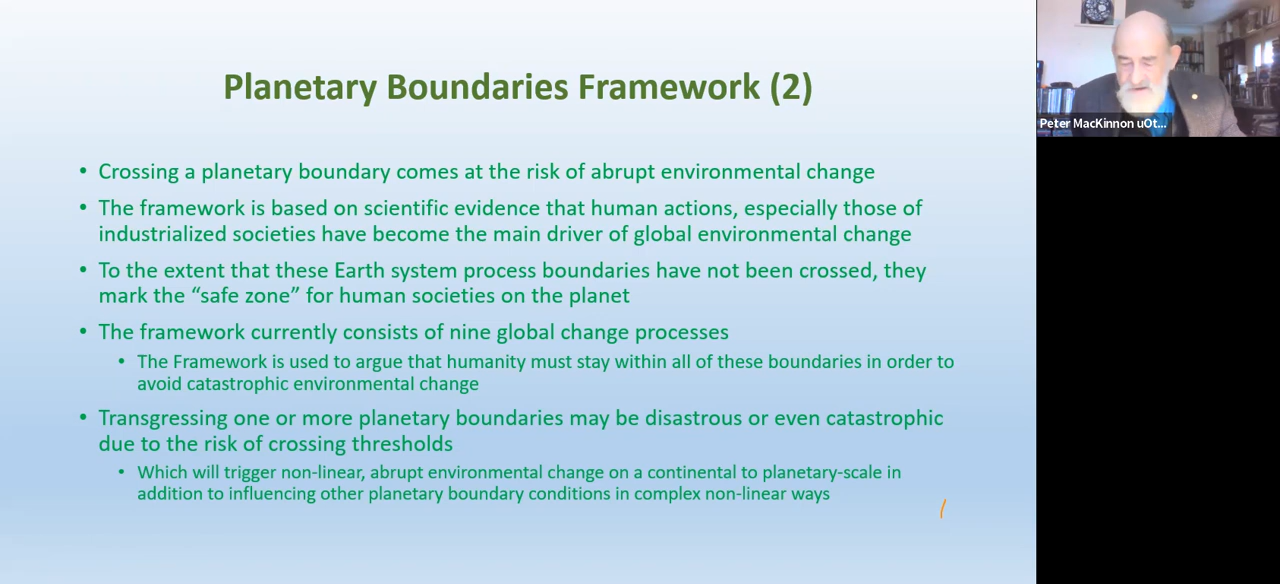 Planetary Boundaries Framework (2)
• Crossing a planetary boundary comes at the risk of abrupt environmental change
• The framework is based on scientific evidence that human actions, especially those of
industrialized societies have become the main driver of global environmental change
• To the extent that these Earth system process boundaries have not been crossed, they
mark the “safe zone” for human societies on the planet
• The framework currently consists of nine global change processes
• The Framework is used to argue that humanity must stay within all of these boundaries in order to
avoid catastrophic environmental change
• Transgressing one or more planetary boundaries may be disastrous or even catastrophic
due to the risk of crossing thresholds
• Which will trigger non-linear, abrupt environmental change on a continental to planetary-scale in
addition to influencing other planetary boundary conditions in complex non-linear ways
Peter MacKinnon uOt...